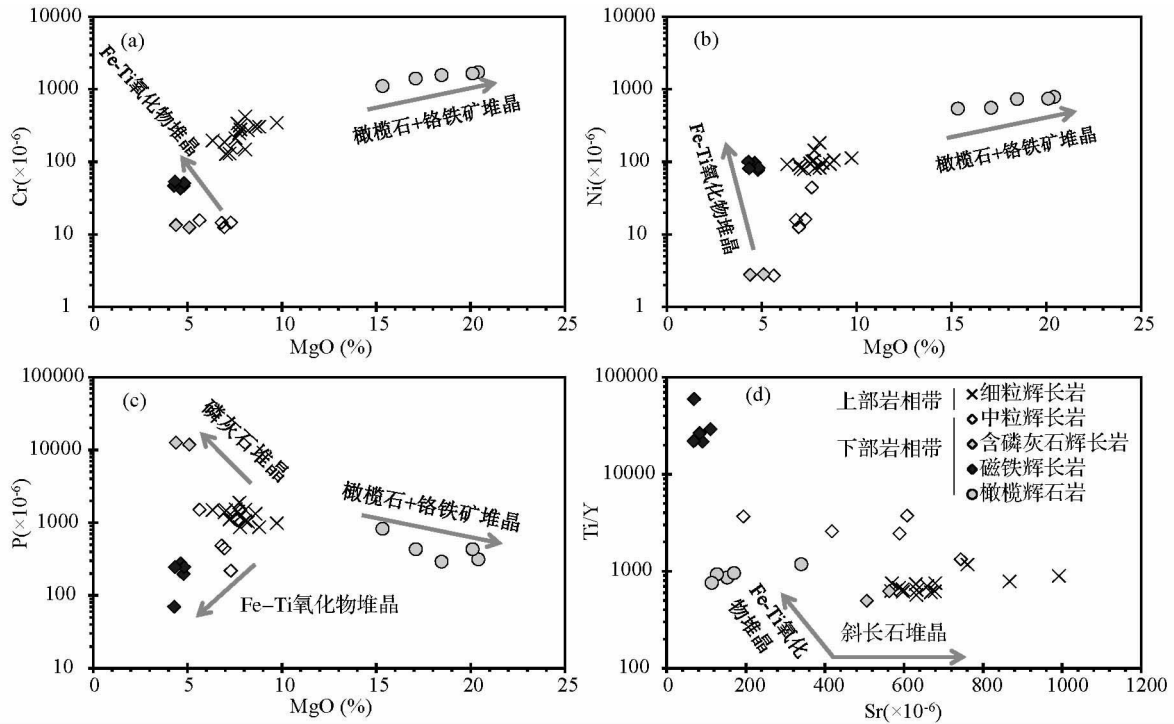 (a)
10000
1000
100
10
1
Cr(×10⁻⁶)
0 5 10 15 20 25
MgO (%)
Fe-Ti氧化物堆晶
橄榄石+铬铁矿堆晶
(b)
10000
1000
100
10
1
Ni(×10⁻⁶)
0 5 10 15 20 25
MgO (%)
Fe-Ti氧化物堆晶
橄榄石+铬铁矿堆晶
(c)
100000
10000
1000
100
10
P(×10⁻⁶)
0 5 10 15 20 25
MgO (%)
磷灰石堆晶
橄榄石+铬铁矿堆晶
Fe-Ti氧化物堆晶
(d)
100000
10000
1000
100
Ti/Y
0 200 400 600 800 1000 1200
Sr(×10⁻⁶)
上部岩相带
下部岩相带
细粒辉长岩
中粒辉长岩
含磷灰石辉长岩
磁铁辉长岩
橄榄辉石岩
Fe-Ti氧化
物堆晶
斜长石堆晶